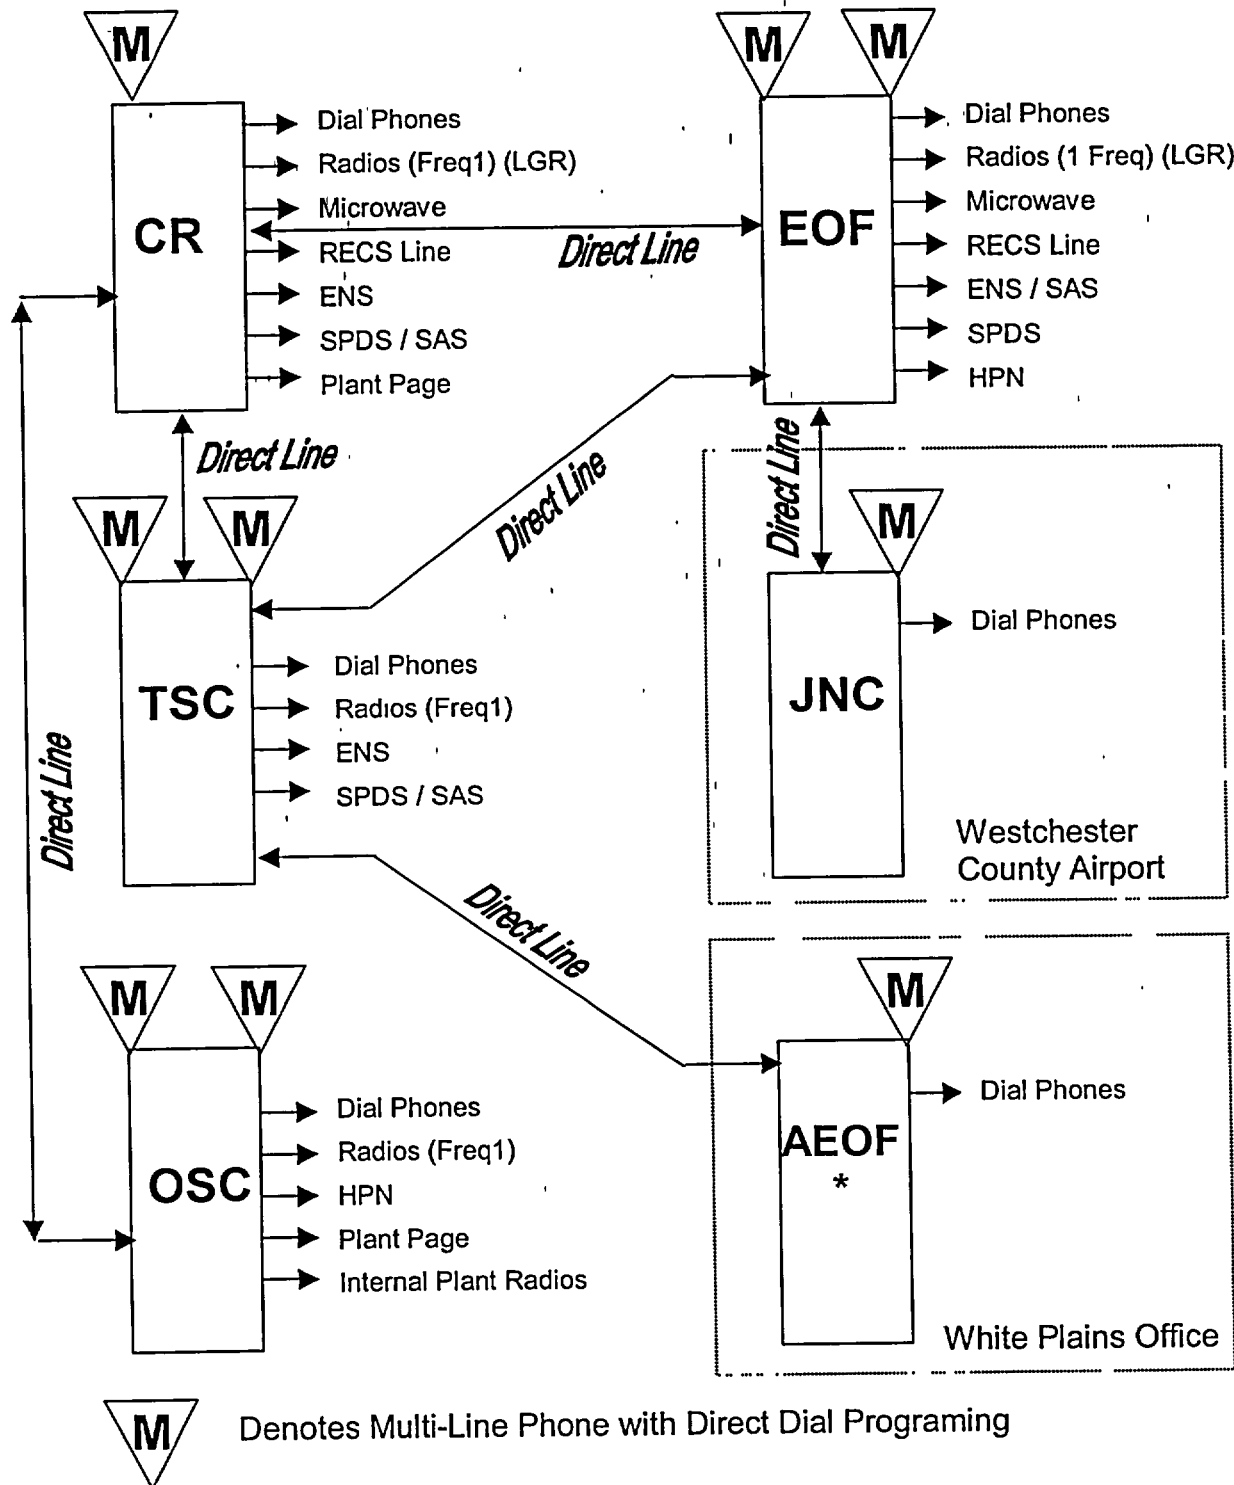 M
M
M
CR
Dial Phones
Radios (Freq1) (LGR)
Microwave
RECS Line
ENS
SPDS / SAS
Plant Page
Direct Line
EOF
Dial Phones
Radios (1 Freq) (LGR)
Microwave
RECS Line
ENS / SAS
SPDS
HPN
Direct Line
Direct Line
Direct Line
Direct Line
M
M
TSC
Dial Phones
Radios (Freq1)
ENS
SPDS / SAS
M
JNC
Dial Phones
Westchester
County Airport
Direct Line
M
M
OSC
Dial Phones
Radios (Freq1)
HPN
Plant Page
Internal Plant Radios
M
AEOF
*
Dial Phones
White Plains Office
M
Denotes Multi-Line Phone with Direct Dial Programing